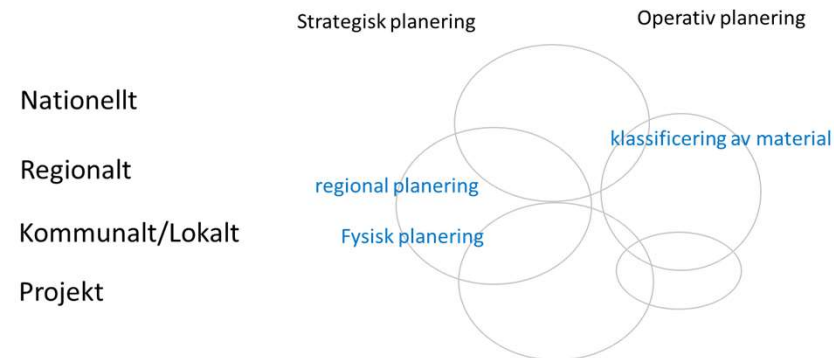 Strategisk planering
Operativ planering
Nationellt
klassificering av material
Regionalt
regional planering
Kommunalt/Lokalt
Fysisk planering
Projekt